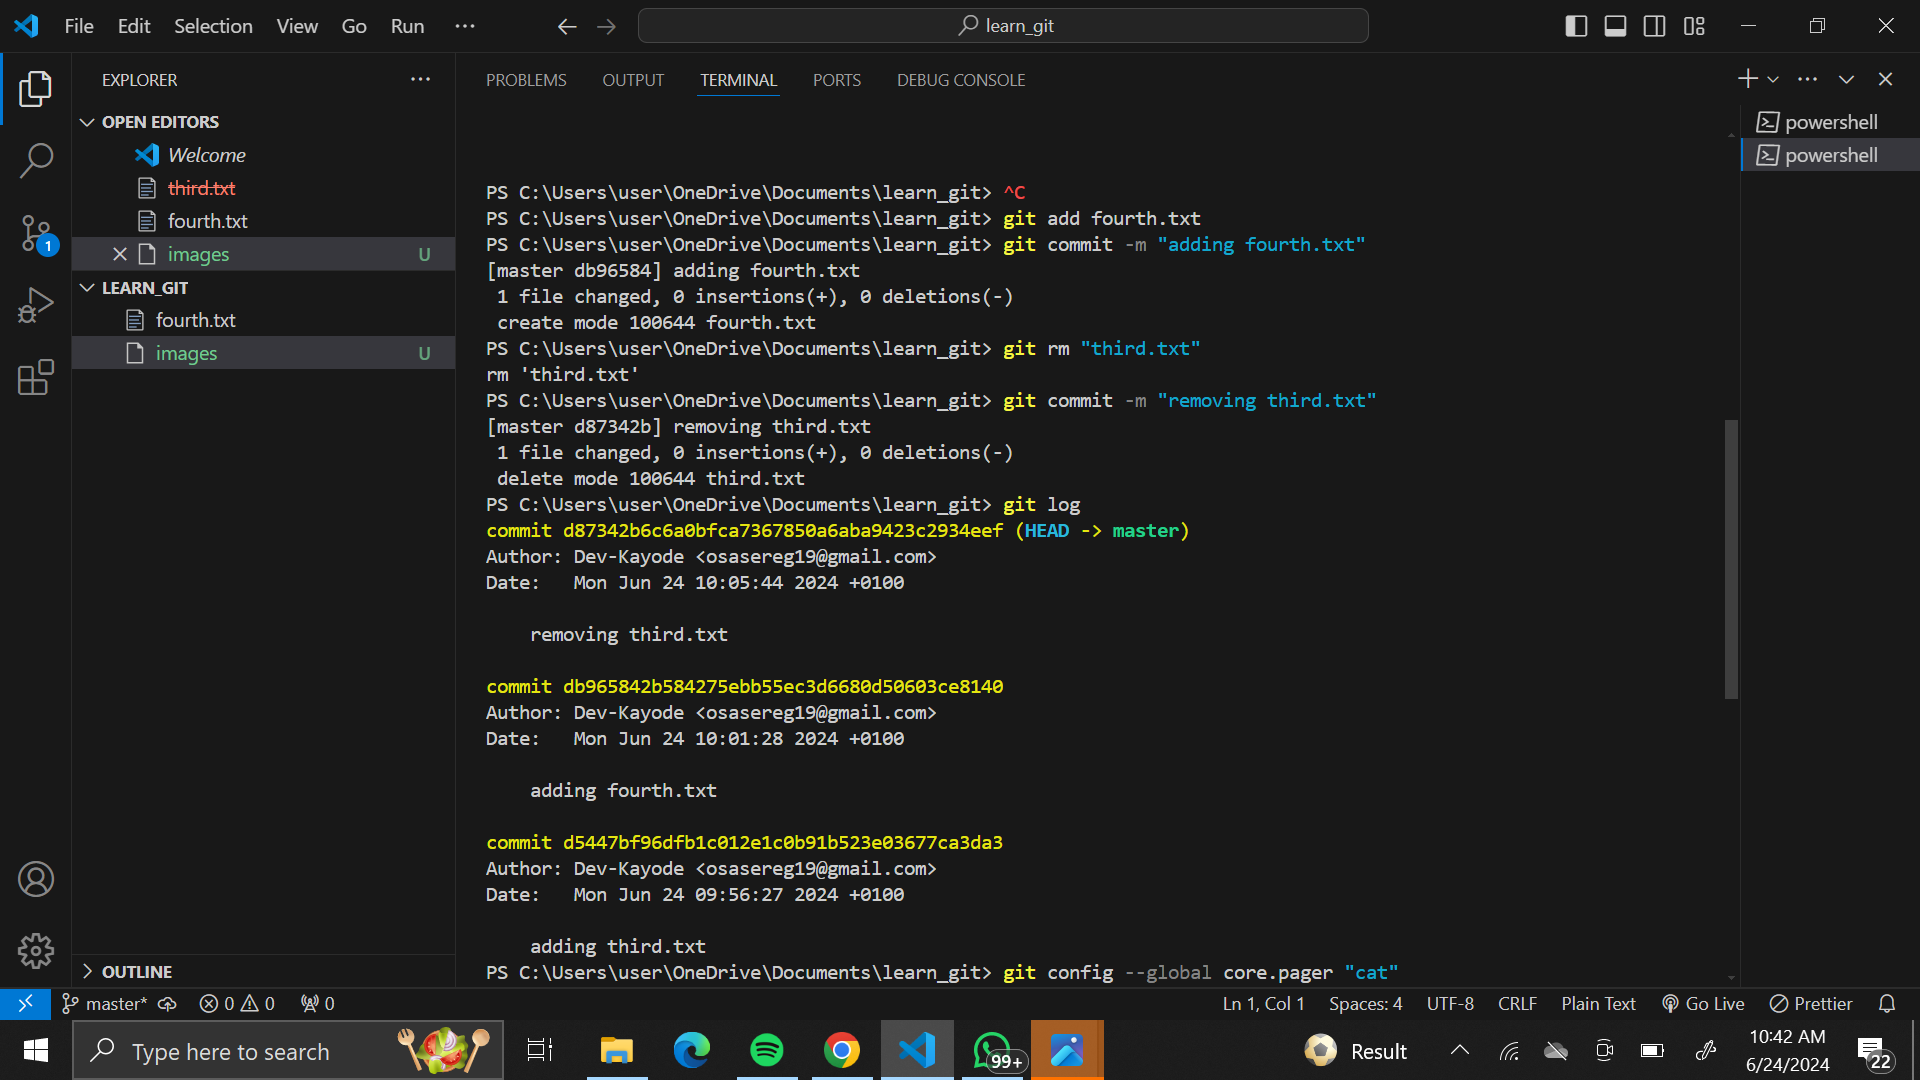 File Edit Selection View Go Run ··· learn_git
EXPLORER ···
OPEN EDITORS
Welcome
third.txt
fourth.txt
images U
LEARN_GIT
fourth.txt
images U
OUTLINE
PROBLEMS OUTPUT TERMINAL PORTS DEBUG CONSOLE
PS C:\Users\user\OneDrive\Documents\learn_git> ^C
PS C:\Users\user\OneDrive\Documents\learn_git> git add fourth.txt
PS C:\Users\user\OneDrive\Documents\learn_git> git commit -m "adding fourth.txt"
[master db96584] adding fourth.txt
 1 file changed, 0 insertions(+), 0 deletions(-)
 create mode 100644 fourth.txt
PS C:\Users\user\OneDrive\Documents\learn_git> git rm "third.txt"
rm 'third.txt'
PS C:\Users\user\OneDrive\Documents\learn_git> git commit -m "removing third.txt"
[master d87342b] removing third.txt
 1 file changed, 0 insertions(+), 0 deletions(-)
 delete mode 100644 third.txt
PS C:\Users\user\OneDrive\Documents\learn_git> git log
commit d87342b6c6a0bfca7367850a6aba9423c2934eef (HEAD -> master)
Author: Dev-Kayode <osasereg19@gmail.com>
Date:   Mon Jun 24 10:05:44 2024 +0100
    removing third.txt
commit db965842b584275ebb55ec3d6680d50603ce8140
Author: Dev-Kayode <osasereg19@gmail.com>
Date:   Mon Jun 24 10:01:28 2024 +0100
    adding fourth.txt
commit d5447bf96dfb1c012e1c0b91b523e03677ca3da3
Author: Dev-Kayode <osasereg19@gmail.com>
Date:   Mon Jun 24 09:56:27 2024 +0100
    adding third.txt
PS C:\Users\user\OneDrive\Documents\learn_git> git config --global core.pager "cat"
powershell
powershell
1
master* 0 0 0 Ln 1, Col 1 Spaces: 4 UTF-8 CRLF Plain Text Go Live Prettier
Type here to search 99+ Result 10:42 AM
6/24/2024 22